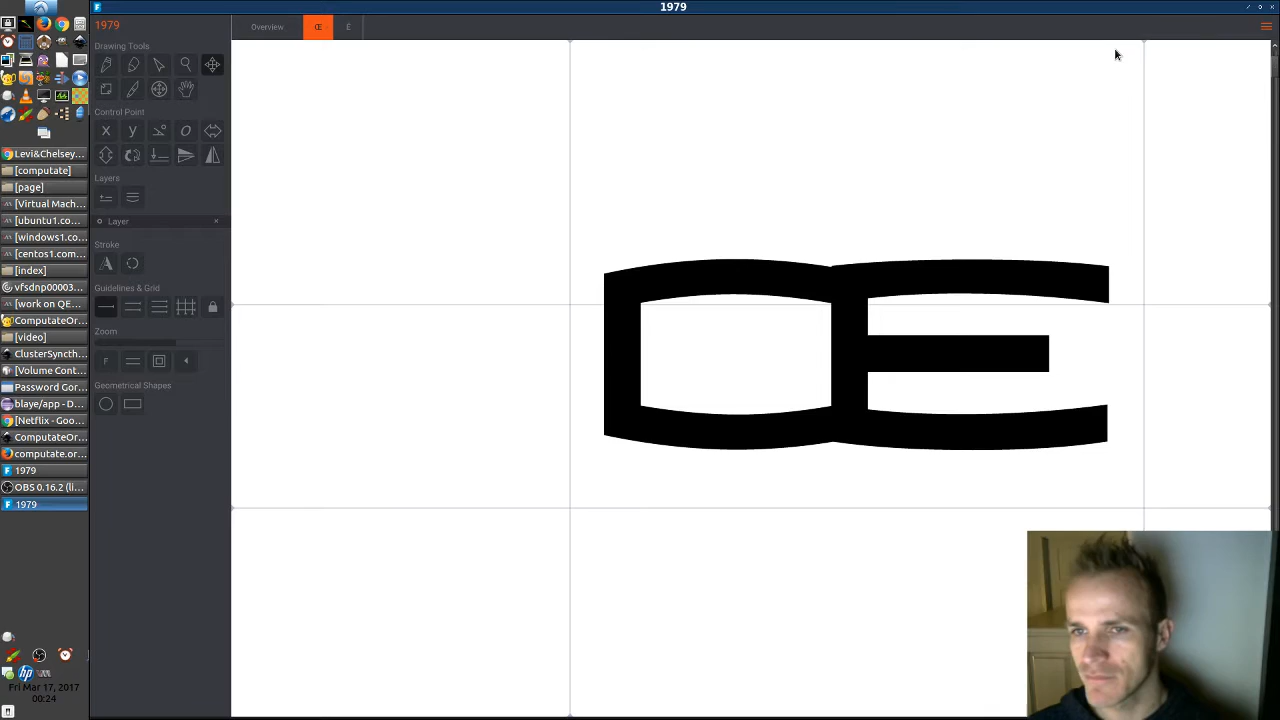 1979
1979
Overview
Œ
Drawing Tools
Control Point
Layers
Layer
Stroke
Guidelines & Grid
Zoom
Geometrical Shapes
Levi&Chelsey...
[computate]
[page]
[Virtual Mach...
[ubuntu1.co...
[windows1.co...
[centos1.com...
[index]
vfsdnp00003...
[work on QE...
ComputateOr...
[video]
ClusterSyncth...
[Volume Cont...
Password Gor...
blaye/app - D...
[Netflix - Goo...
ComputateOr...
computate.or...
1979
OBS 0.16.2 (li...
1979
Fri Mar 17, 2017
00:24
ŒE